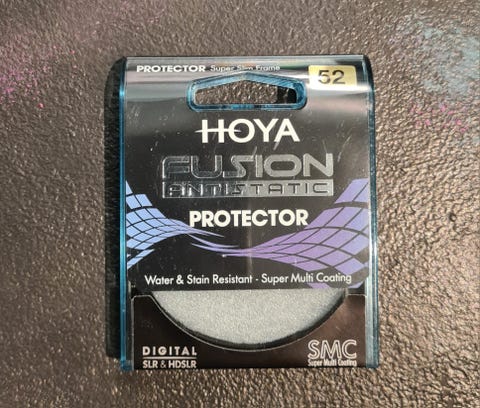 PROTECTOR Super Slim Frame
52
HOYA
FUSION
ANTISTATIC
PROTECTOR
Water & Stain Resistant - Super Multi Coating
DIGITAL
SLR & HDSLR
SMC
Super Multi Coating